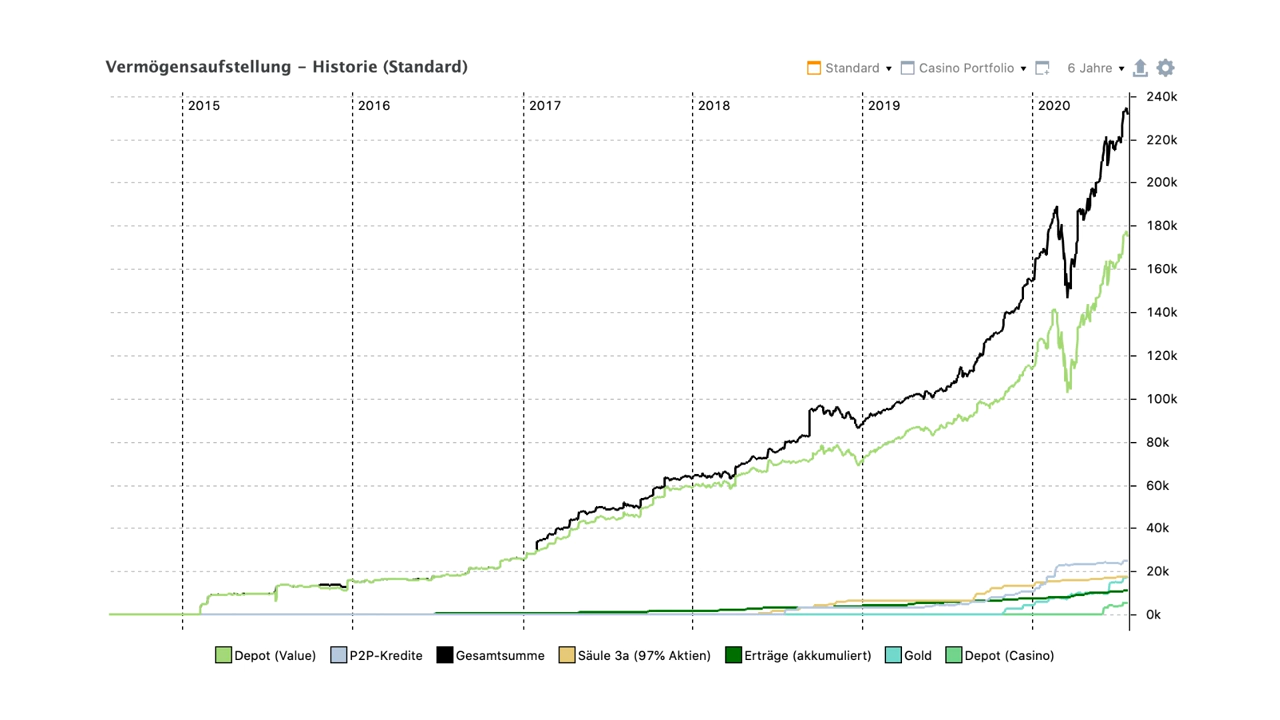 Vermögensaufstellung – Historie (Standard)
Standard Casino Portfolio 6 Jahre
2015 2016 2017 2018 2019 2020
240k
220k
200k
180k
160k
140k
120k
100k
80k
60k
40k
20k
0k
Depot (Value) P2P-Kredite Gesamtsumme Säule 3a (97% Aktien) Erträge (akkumuliert) Gold Depot (Casino)